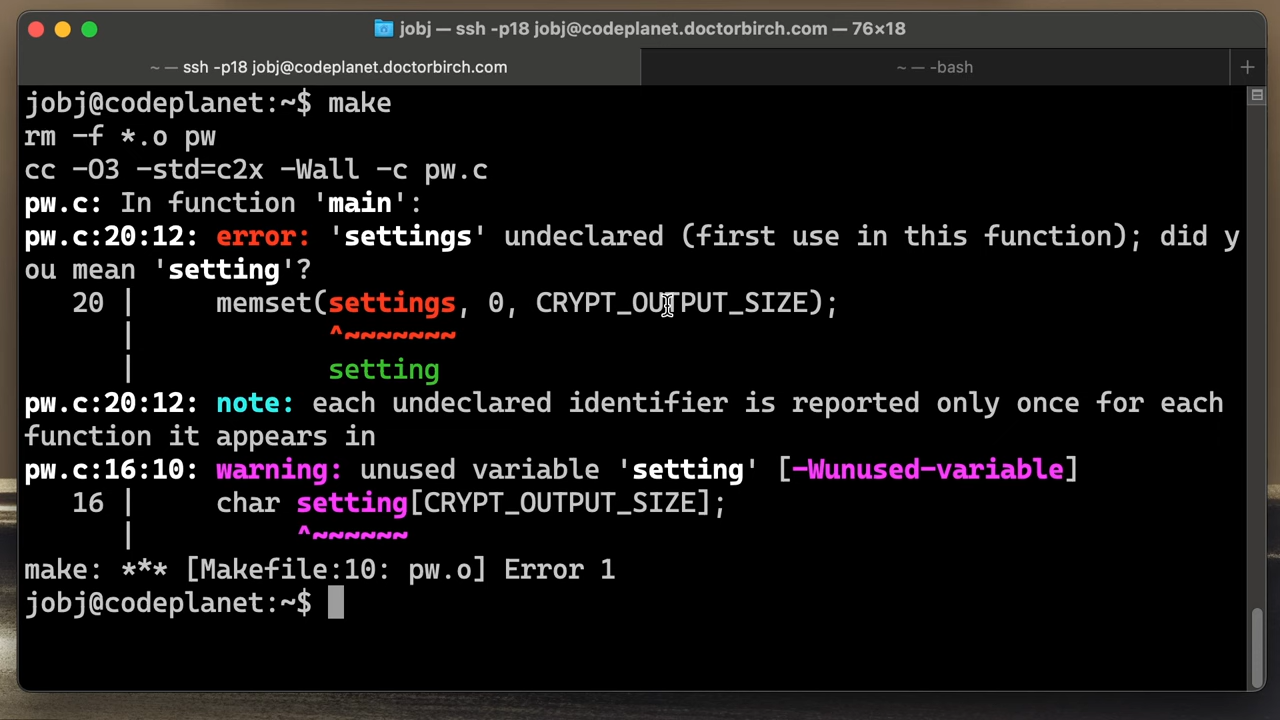 jobj — ssh -p18 jobj@codeplanet.doctorbirch.com — 76×18
~ — ssh -p18 jobj@codeplanet.doctorbirch.com
~ — -bash
+
jobj@codeplanet:~$ make
rm -f *.o pw
cc -O3 -std=c2x -Wall -c pw.c
pw.c: In function 'main':
pw.c:20:12: error: 'settings' undeclared (first use in this function); did y
ou mean 'setting'?
   20 |     memset(settings, 0, CRYPT_OUTPUT_SIZE);
      |            ^~~~~~~~
      |            setting
pw.c:20:12: note: each undeclared identifier is reported only once for each
function it appears in
pw.c:16:10: warning: unused variable 'setting' [-Wunused-variable]
   16 |     char setting[CRYPT_OUTPUT_SIZE];
      |          ^~~~~~~
make: *** [Makefile:10: pw.o] Error 1
jobj@codeplanet:~$